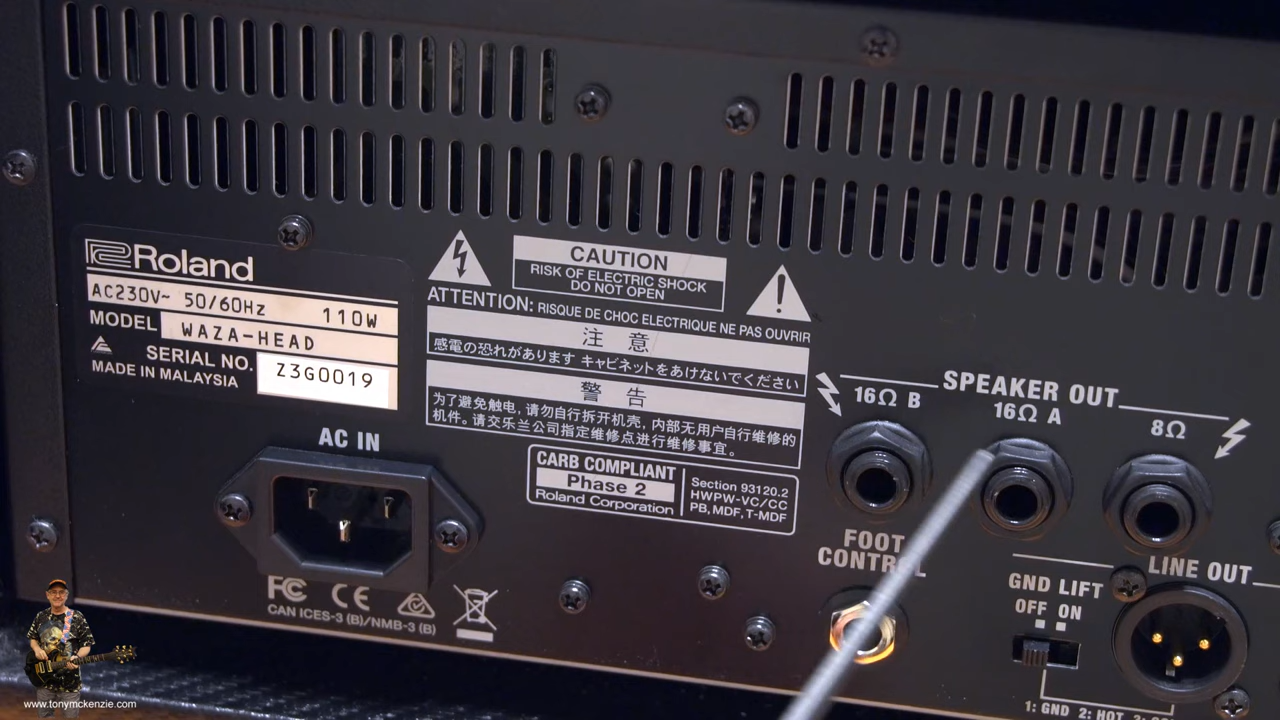 Roland
AC230V~ 50/60Hz 110W
MODEL WAZA-HEAD
SERIAL NO. Z3G0019
MADE IN MALAYSIA
AC IN
FC CE
CAN ICES-3 (B)/NMB-3 (B)
CAUTION
RISK OF ELECTRIC SHOCK
DO NOT OPEN
ATTENTION: RISQUE DE CHOC ELECTRIQUE NE PAS OUVRIR
注 意
感電の恐れがあります キャビネットをあけないでください
警 告
为了避免触电，请勿自行拆开机壳，内部无用户自行维修的
机件。请交乐兰公司指定维修点进行维修事宜。
CARB COMPLIANT
Phase 2
Roland Corporation
Section 93120.2
HWPW-VC/CC
PB, MDF, T-MDF
SPEAKER OUT
16Ω B
16Ω A
8Ω
FOOT
CONTROL
LINE OUT
GND LIFT
OFF ON
1: GND 2: HOT
www.tonymckenzie.com